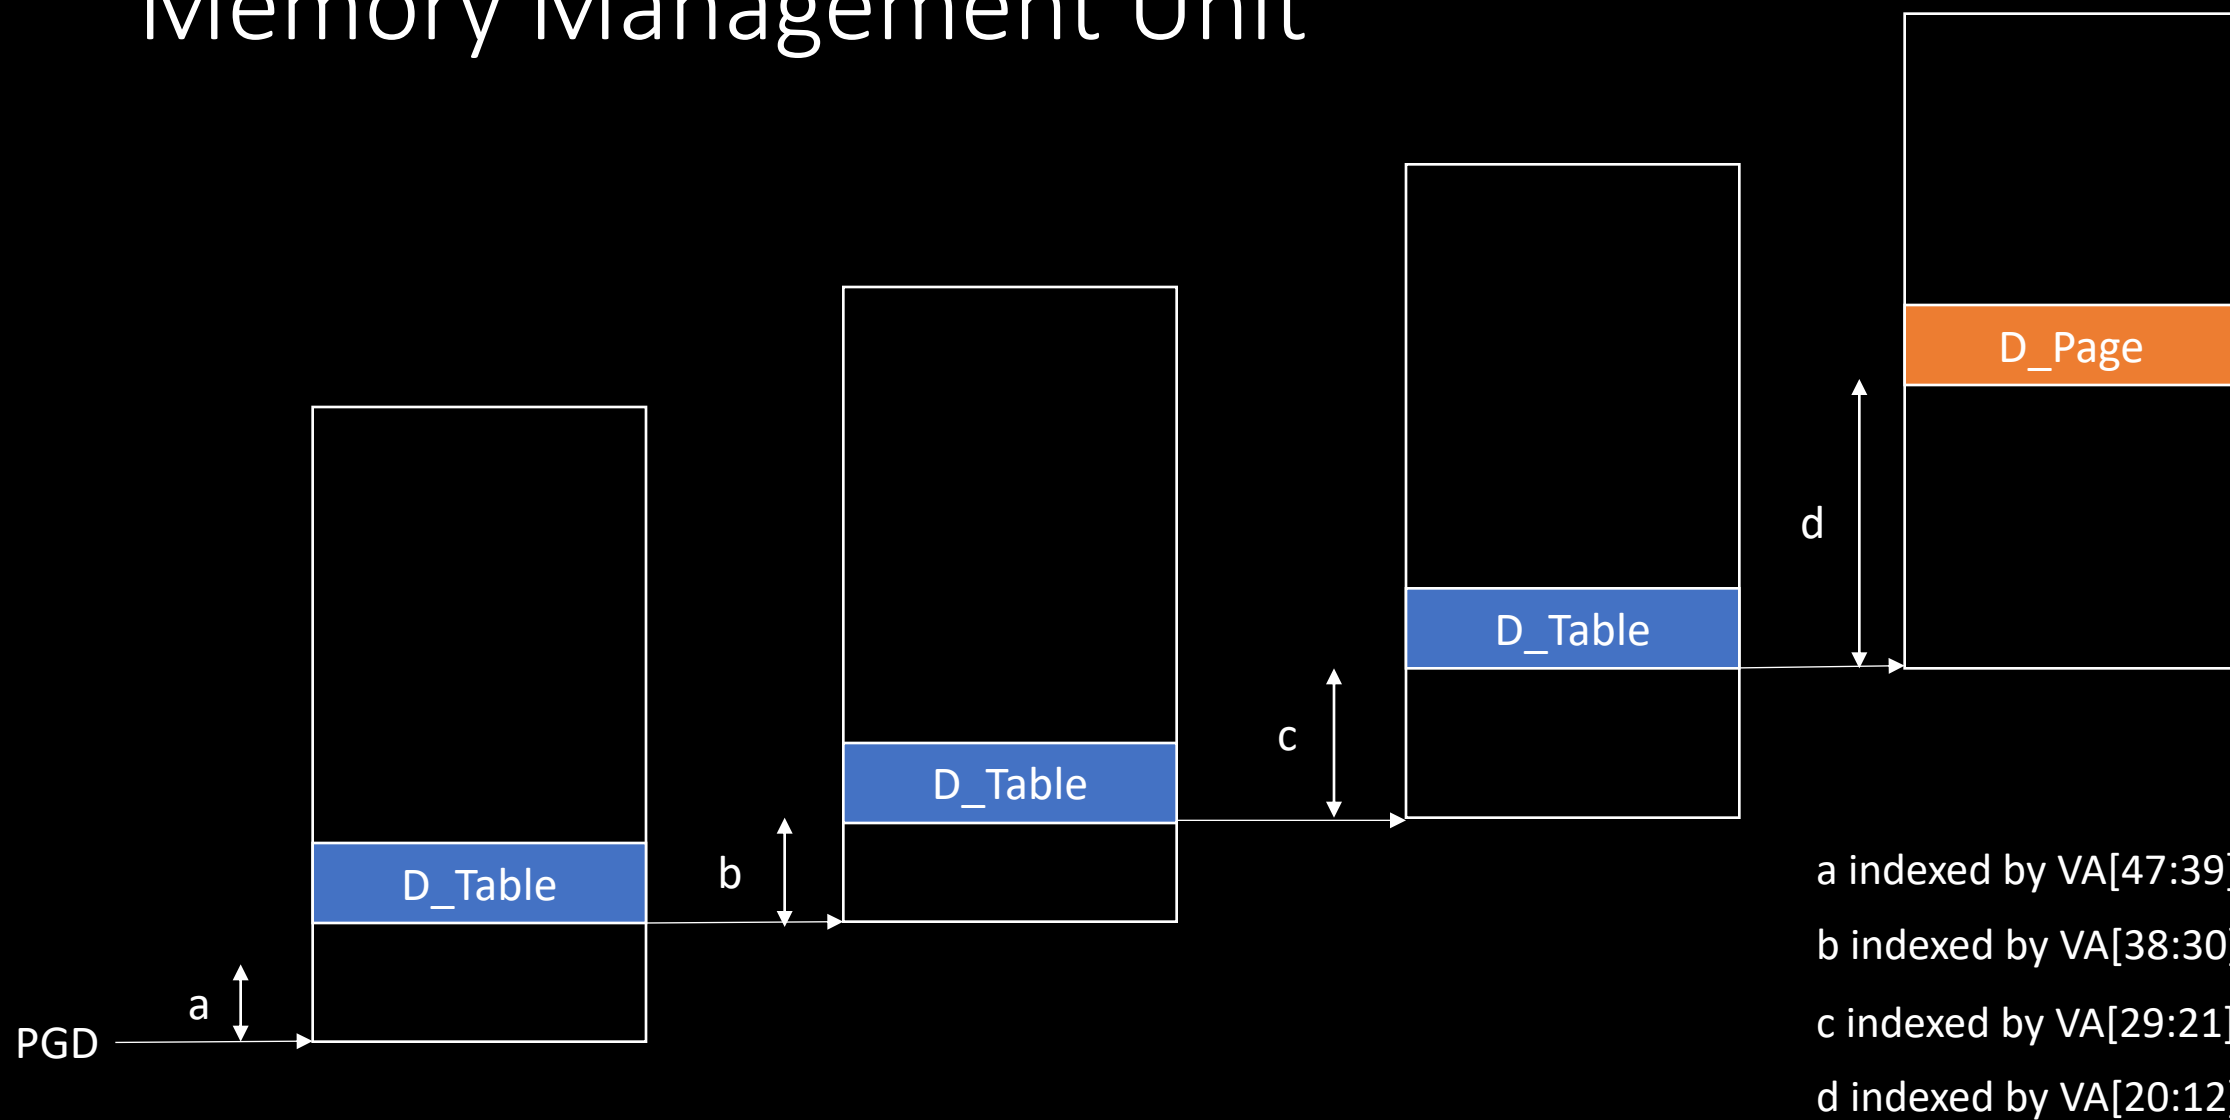 Memory Management Unit
D_Page
d
D_Table
c
D_Table
b
D_Table
a
PGD
a indexed by VA[47:39]
b indexed by VA[38:30]
c indexed by VA[29:21]
d indexed by VA[20:12]